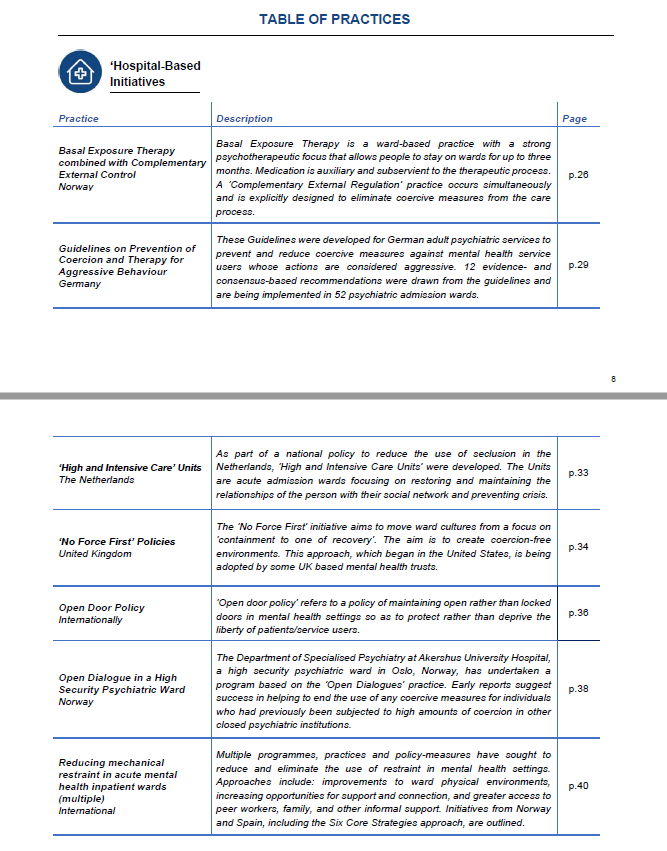 TABLE OF PRACTICES
‘Hospital-Based
Initiatives
Practice Description Page
Basal Exposure Therapy
combined with Complementary
External Control
Norway
Basal Exposure Therapy is a ward-based practice with a strong
psychotherapeutic focus that allows people to stay on wards for up to three
months. Medication is auxiliary and subservient to the therapeutic process.
A ‘Complementary External Regulation’ practice occurs simultaneously
and is explicitly designed to eliminate coercive measures from the care
process.
p.26
Guidelines on Prevention of
Coercion and Therapy for
Aggressive Behaviour
Germany
These Guidelines were developed for German adult psychiatric services to
prevent and reduce coercive measures against mental health service
users whose actions are considered aggressive. 12 evidence- and
consensus-based recommendations were drawn from the guidelines and
are being implemented in 52 psychiatric admission wards.
p.29
8
‘High and Intensive Care’ Units
The Netherlands
As part of a national policy to reduce the use of seclusion in the
Netherlands, ‘High and Intensive Care Units’ were developed. The Units
are acute admission wards focusing on restoring and maintaining the
relationships of the person with their social network and preventing crisis.
p.33
‘No Force First’ Policies
United Kingdom
The ‘No Force First’ initiative aims to move ward cultures from a focus on
‘containment to one of recovery’. The aim is to create coercion-free
environments. This approach, which began in the United States, is being
adopted by some UK based mental health trusts.
p.34
Open Door Policy
Internationally
‘Open door policy’ refers to a policy of maintaining open rather than locked
doors in mental health settings so as to protect rather than deprive the
liberty of patients/service users.
p.36
Open Dialogue in a High
Security Psychiatric Ward
Norway
The Department of Specialised Psychiatry at Akershus University Hospital,
a high security psychiatric ward in Oslo, Norway, has undertaken a
program based on the ‘Open Dialogues’ practice. Early reports suggest
success in helping to end the use of any coercive measures for individuals
who had previously been subjected to high amounts of coercion in other
closed psychiatric institutions.
p.38
Reducing mechanical
restraint in acute mental
health inpatient wards
(multiple)
International
Multiple programmes, practices and policy-measures have sought to
reduce and eliminate the use of restraint in mental health settings.
Approaches include: improvements to ward physical environments,
increasing opportunities for support and connection, and greater access to
peer workers, family, and other informal support. Initiatives from Norway
and Spain, including the Six Core Strategies approach, are outlined.
p.40